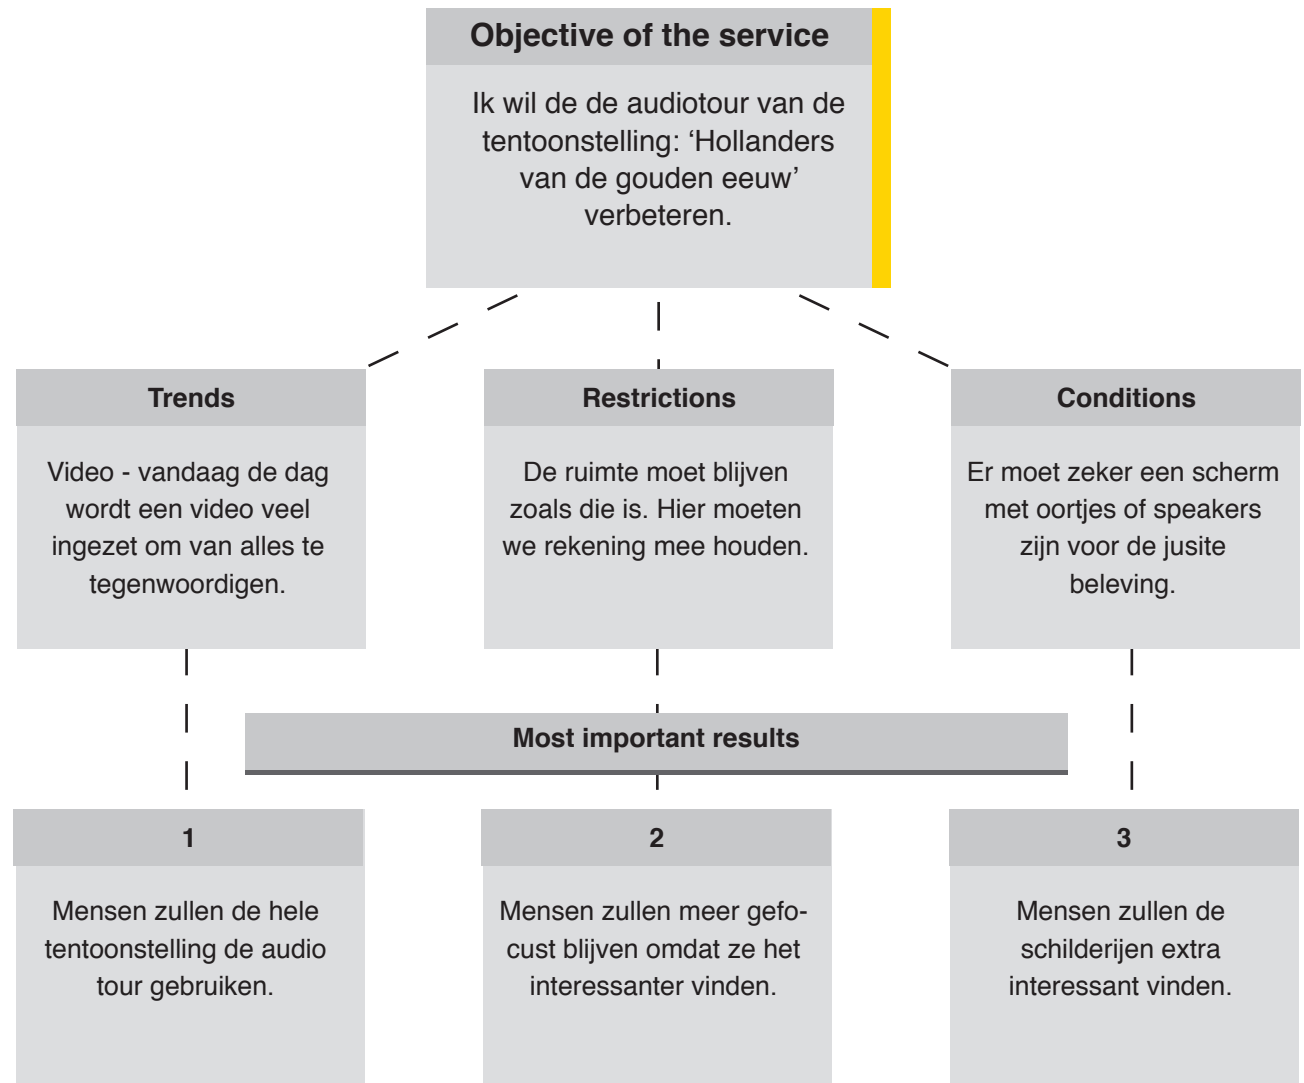 Objective of the service
Ik wil de de audiotour van de
tentoonstelling: ‘Hollanders
van de gouden eeuw’
verbeteren.
Trends
Video - vandaag de dag
wordt een video veel
ingezet om van alles te
tegenwoordigen.
Restrictions
De ruimte moet blijven
zoals die is. Hier moeten
we rekening mee houden.
Conditions
Er moet zeker een scherm
met oortjes of speakers
zijn voor de jusite
beleving.
Most important results
1
Mensen zullen de hele
tentoonstelling de audio
tour gebruiken.
2
Mensen zullen meer gefo-
cust blijven omdat ze het
interessanter vinden.
3
Mensen zullen de
schilderijen extra
interessant vinden.